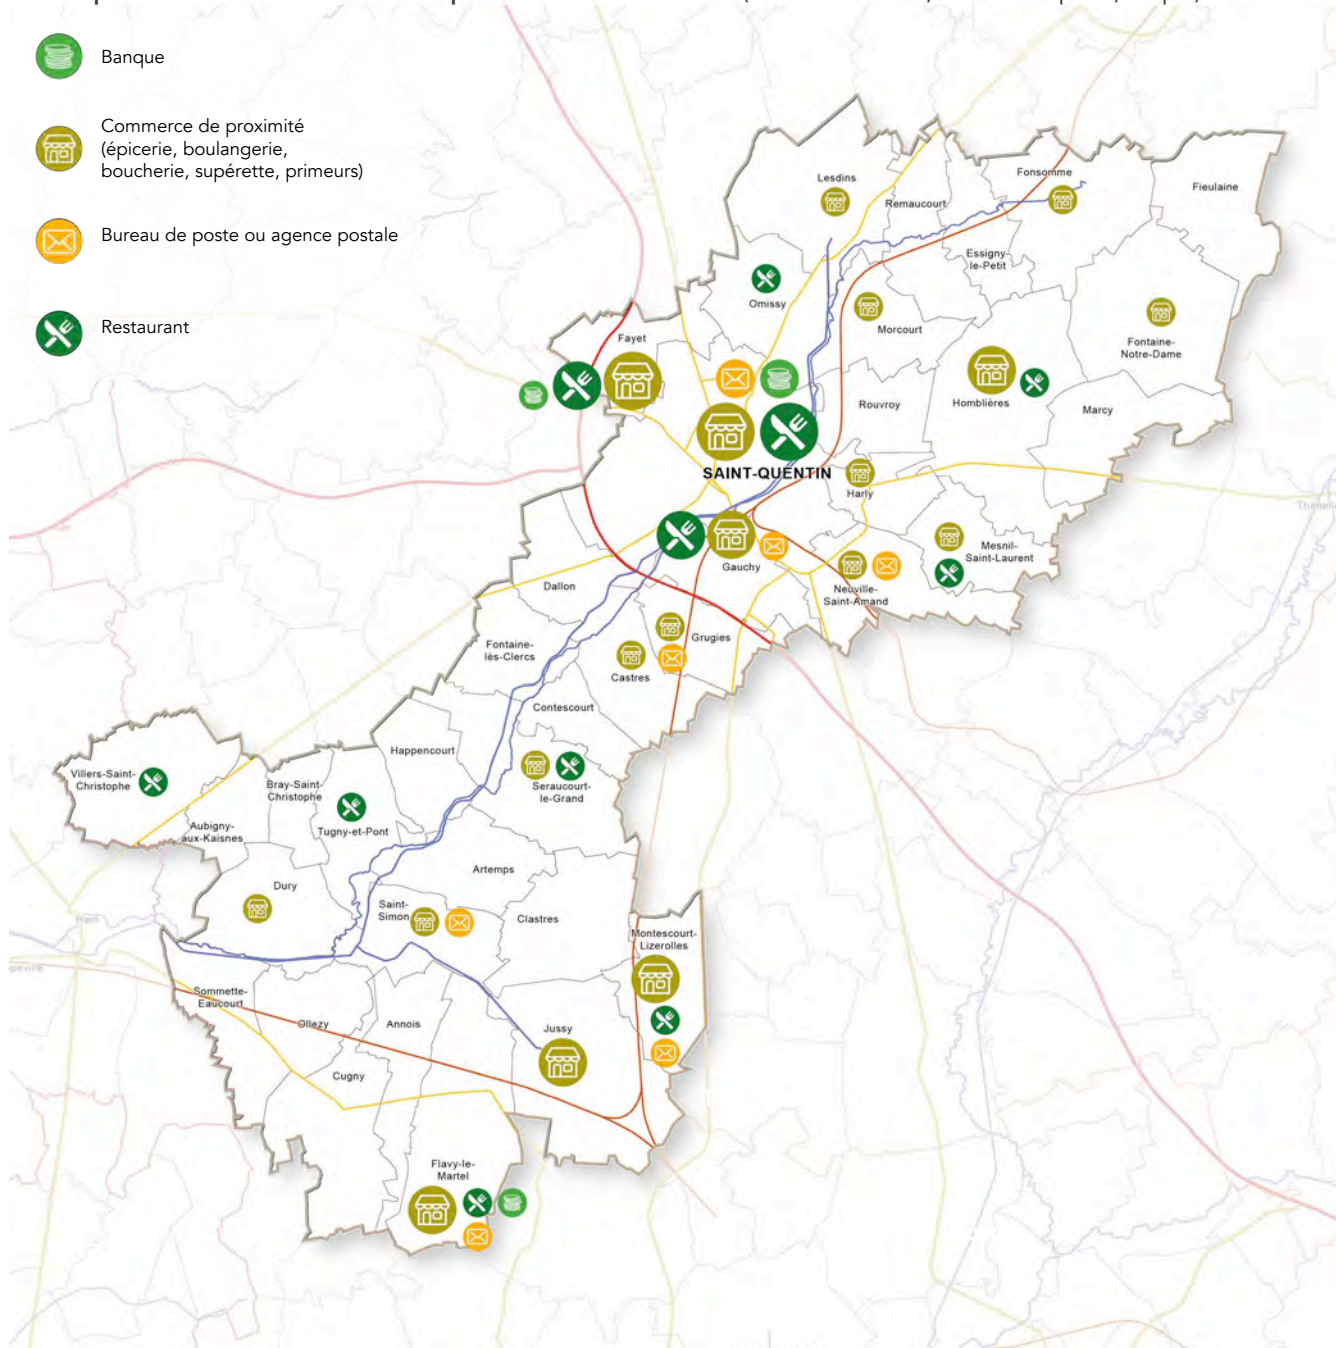 Banque
Commerce de proximité
(épicerie, boulangerie,
boucherie, supérette, primeurs)
Bureau de poste ou agence postale
Restaurant
Lesdins
Remaucourt
Fonsomme
Fieulaine
Essigny-
le-Petit
Omissy
Morcourt
Fontaine-
Notre-Dame
Fayet
Homblières
Rouvroy
Marcy
SAINT-QUENTIN
Harly
Mesnil-
Saint-Laurent
Gauchy
Neuville-
Saint-Amand
Dallon
Grugies
Fontaine-
lès-Clercs
Castres
Contescourt
Happencourt
Villers-Saint-
Christophe
Bray-Saint-
Christophe
Seraucourt-
le-Grand
Aubigny-
aux-Kaisnes
Tugny-et-Pont
Artemps
Dury
Saint-
Simon
Clastres
Ham
Montescourt-
Lizerolles
Sommette-
Eaucourt
Ollezy
Annois
Jussy
Cugny
Flavy-le-
Martel